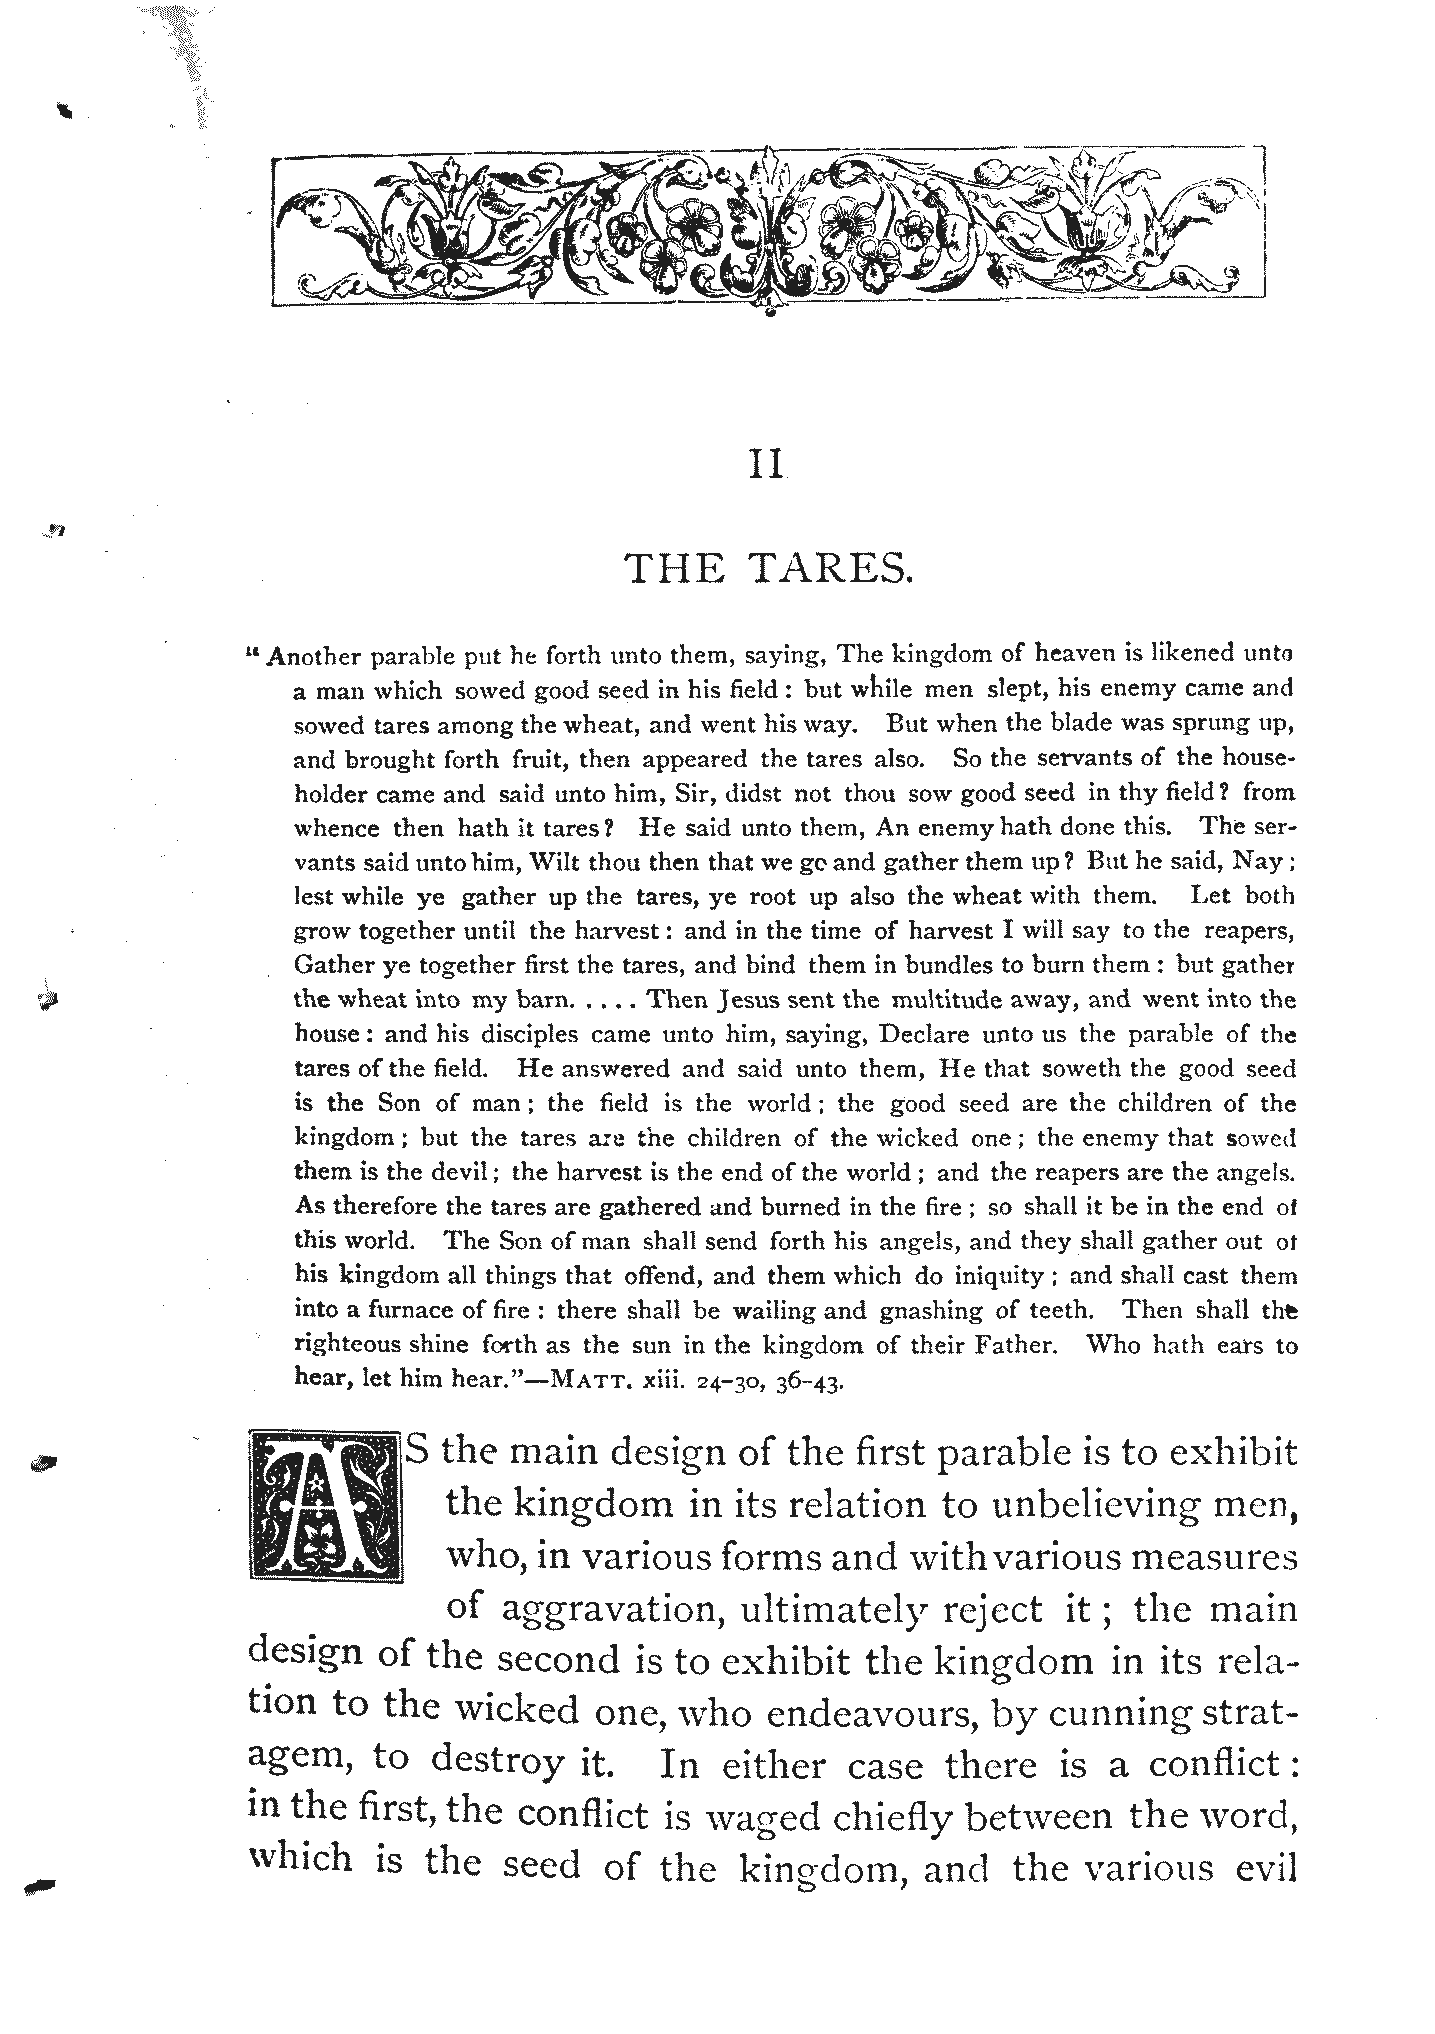 II
THE TARES.
“Another parable put he forth unto them, saying, The kingdom of heaven is likened unto
a man which sowed good seed in his field : but while men slept, his enemy came and
sowed tares among the wheat, and went his way. But when the blade was sprung up,
and brought forth fruit, then appeared the tares also. So the servants of the house-
holder came and said unto him, Sir, didst not thou sow good seed in thy field? from
whence then hath it tares? He said unto them, An enemy hath done this. The ser-
vants said unto him, Wilt thou then that we go and gather them up? But he said, Nay ;
lest while ye gather up the tares, ye root up also the wheat with them. Let both
grow together until the harvest : and in the time of harvest I will say to the reapers,
Gather ye together first the tares, and bind them in bundles to burn them : but gather
the wheat into my barn. . . . . . Then Jesus sent the multitude away, and went into the
house : and his disciples came unto him, saying, Declare unto us the parable of the
tares of the field. He answered and said unto them, He that soweth the good seed
is the Son of man ; the field is the world ; the good seed are the children of the
kingdom ; but the tares are the children of the wicked one ; the enemy that sowed
them is the devil ; the harvest is the end of the world ; and the reapers are the angels.
As therefore the tares are gathered and burned in the fire ; so shall it be in the end of
this world. The Son of man shall send forth his angels, and they shall gather out of
his kingdom all things that offend, and them which do iniquity ; and shall cast them
into a furnace of fire : there shall be wailing and gnashing of teeth. Then shall the
righteous shine forth as the sun in the kingdom of their Father. Who hath ears to
hear, let him hear.”—MATT. xiii. 24–30, 36–43.
AS the main design of the first parable is to exhibit
the kingdom in its relation to unbelieving men,
who, in various forms and with various measures
of aggravation, ultimately reject it ; the main
design of the second is to exhibit the kingdom in its rela-
tion to the wicked one, who endeavours, by cunning strat-
agem, to destroy it. In either case there is a conflict :
in the first, the conflict is waged chiefly between the word,
which is the seed of the kingdom, and the various evil